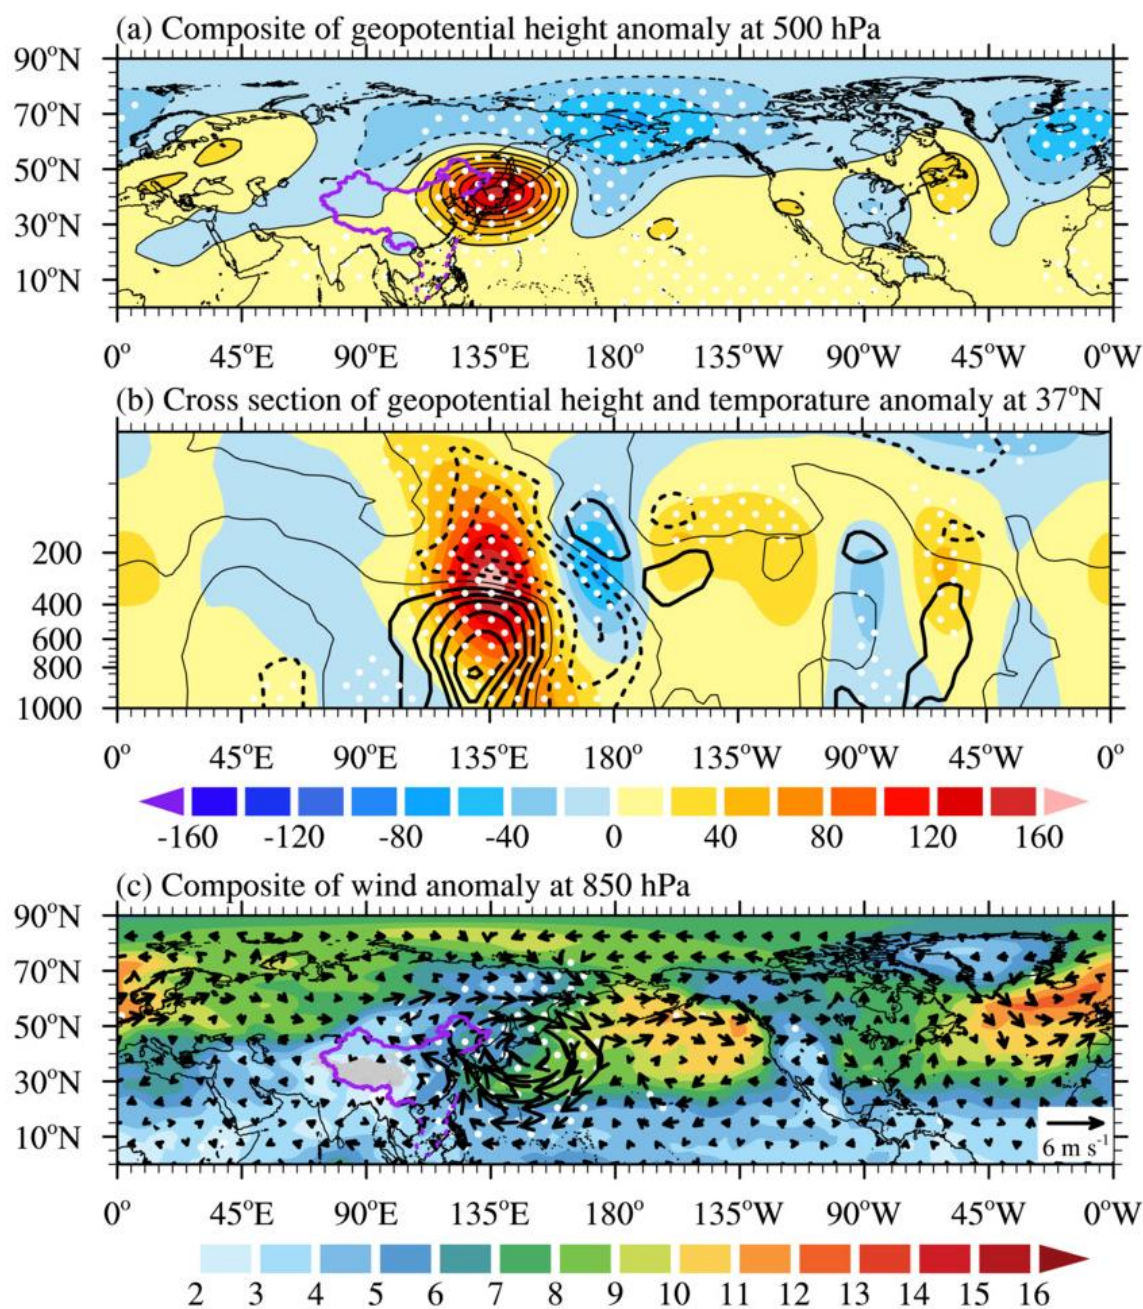 (a) Composite of geopotential height anomaly at 500 hPa
90°N
70°N
50°N
30°N
10°N
0° 45°E 90°E 135°E 180° 135°W 90°W 45°W 0°W
(b) Cross section of geopotential height and temporature anomaly at 37°N
200
400
600
800
1000
0° 45°E 90°E 135°E 180° 135°W 90°W 45°W 0°
-160 -120 -80 -40 0 40 80 120 160
(c) Composite of wind anomaly at 850 hPa
90°N
70°N
50°N
30°N
10°N
6 m s⁻¹
0° 45°E 90°E 135°E 180° 135°W 90°W 45°W 0°W
2 3 4 5 6 7 8 9 10 11 12 13 14 15 16